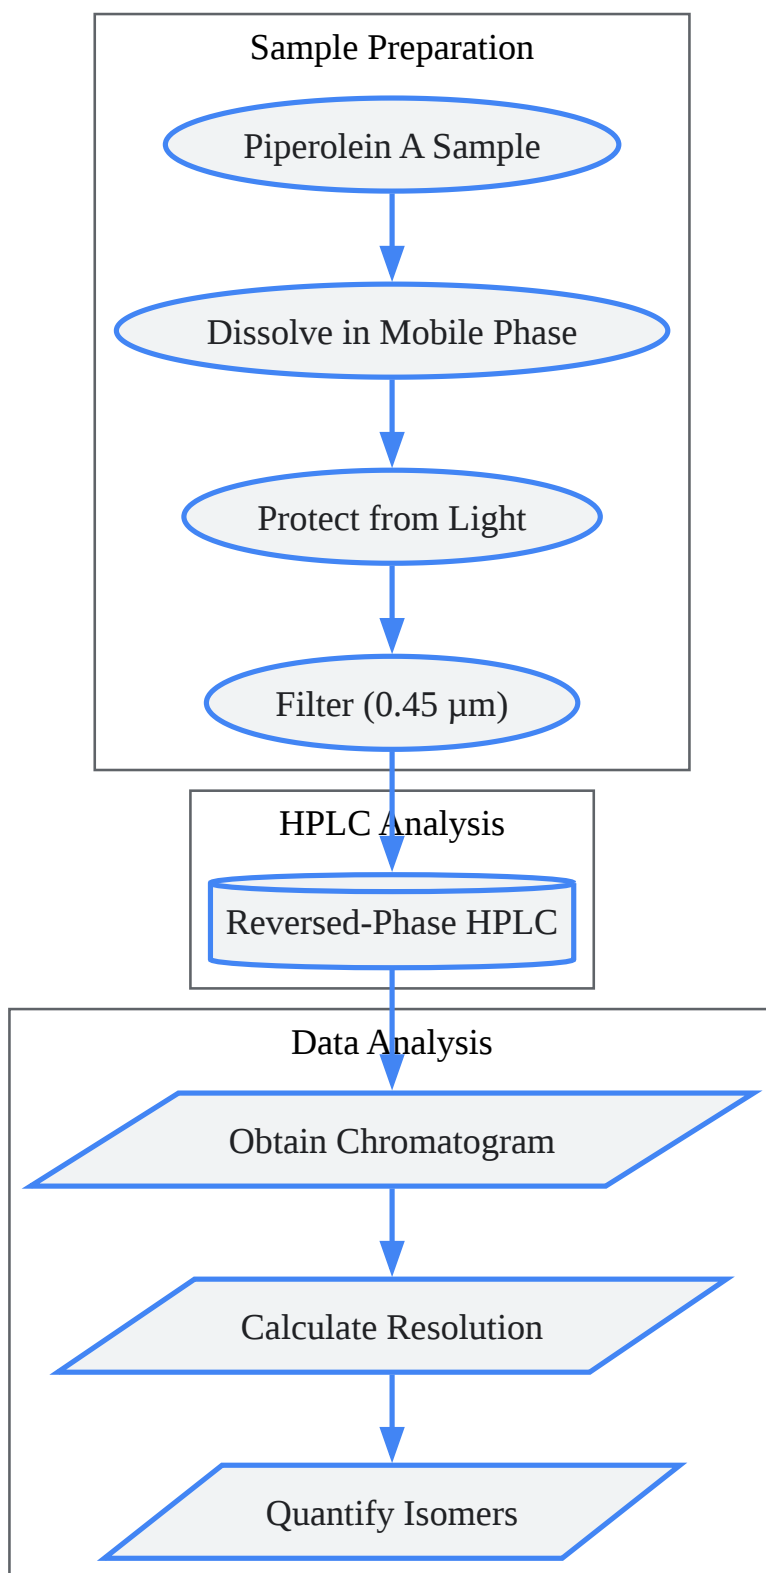 Sample Preparation
Piperolein A Sample
Dissolve in Mobile Phase
Protect from Light
Filter (0.45 µm)
HPLC Analysis
Reversed-Phase HPLC
Data Analysis
Obtain Chromatogram
Calculate Resolution
Quantify Isomers